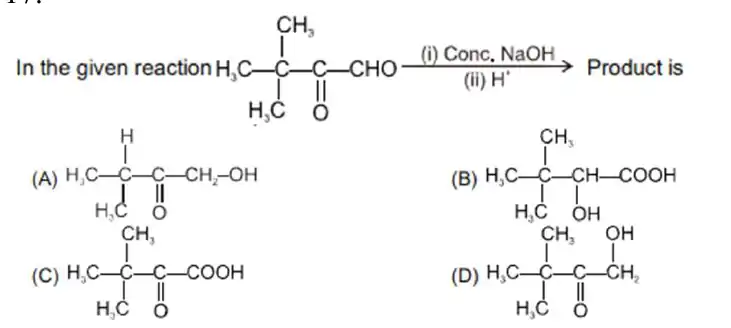 17.
CH₃
In the given reaction H₃C—C—C—CHO (i) Conc. NaOH Product is
(ii) H⁺
H₃C O
H
(A) H₃C—C—C—CH₂–OH
H₃C O
CH₃
(B) H₃C—C—CH—COOH
H₃C OH
CH₃
(C) H₃C—C—C—COOH
H₃C O
CH₃ OH
(D) H₃C—C—C—CH₂
H₃C O